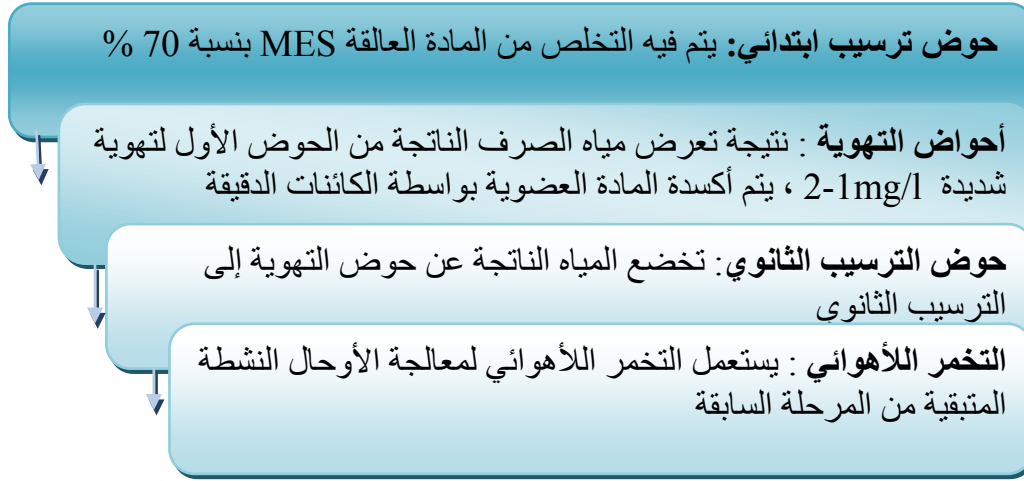 حوض ترسيب ابتدائي: يتم فيه التخلص من المادة العالقة MES بنسبة 70 %
أحواض التهوية : نتيجة تعرض مياه الصرف الناتجة من الحوض الأول لتهوية
شديدة 2-1mg/l ، يتم أكسدة المادة العضوية بواسطة الكائنات الدقيقة
حوض الترسيب الثانوي: تخضع المياه الناتجة عن حوض التهوية إلى
الترسيب الثانوي
التخمر اللأهوائي : يستعمل التخمر اللأهوائي لمعالجة الأوحال النشطة
المتبقية من المرحلة السابقة